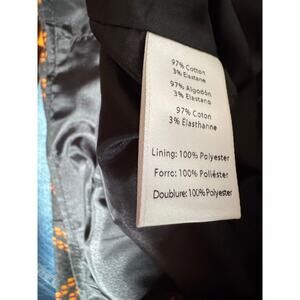 97% Cotton
3% Elastane
97% Algodón
3% Elastano
97% Coton
3% Elasthanne
Lining: 100% Polyester
Forro: 100% Poliéster
Doublure: 100% Polyester